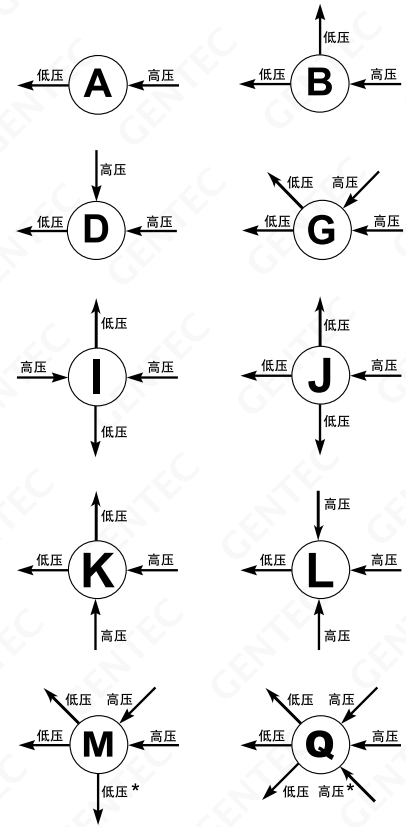 低压
低压 A 高压
低压 B 高压
高压
低压 D 高压
低压 高压
低压 G 高压
低压
高压 I 高压
低压
低压
低压 J 高压
低压
低压
低压 K 高压
高压
高压
低压 L 高压
高压
低压 高压
低压 M 高压
低压 *
低压 高压
低压 Q 高压
低压 高压*
GENTEC